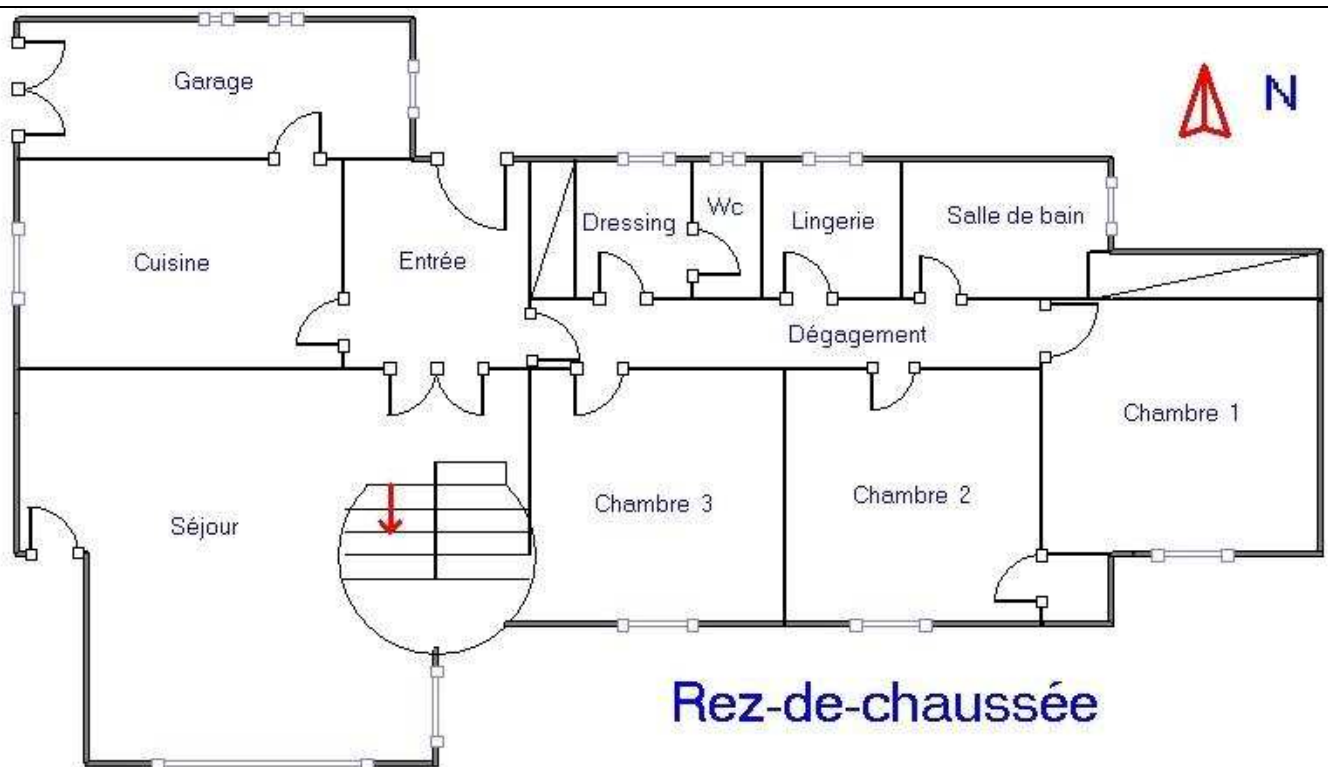 Garage
N
Dressing
Wc
Lingerie
Salle de bain
Cuisine
Entrée
Dégagement
Chambre 1
Chambre 3
Chambre 2
Séjour
Rez-de-chaussée